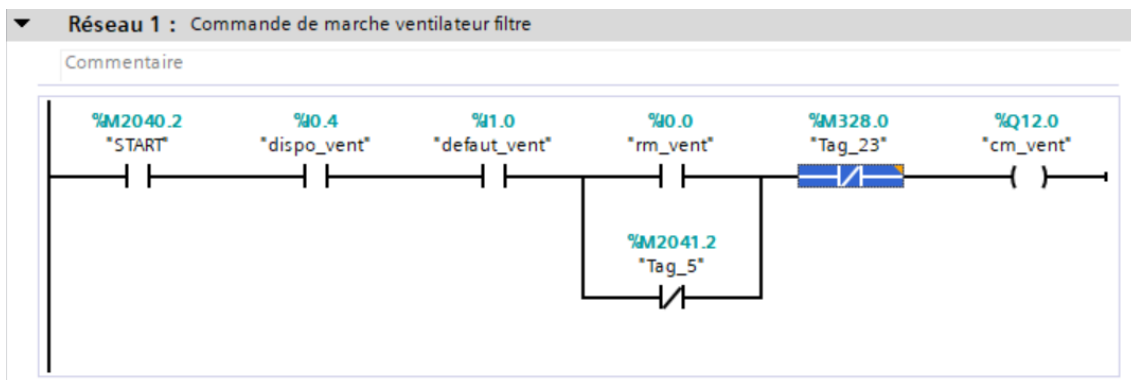 Réseau 1 : Commande de marche ventilateur filtre
Commentaire
%M2040.2 %I0.4 %I1.0 %I0.0 %M328.0 %Q12.0
"START" "dispo_vent" "defaut_vent" "rm_vent" "Tag_23" "cm_vent"
%M2041.2
"Tag_5"